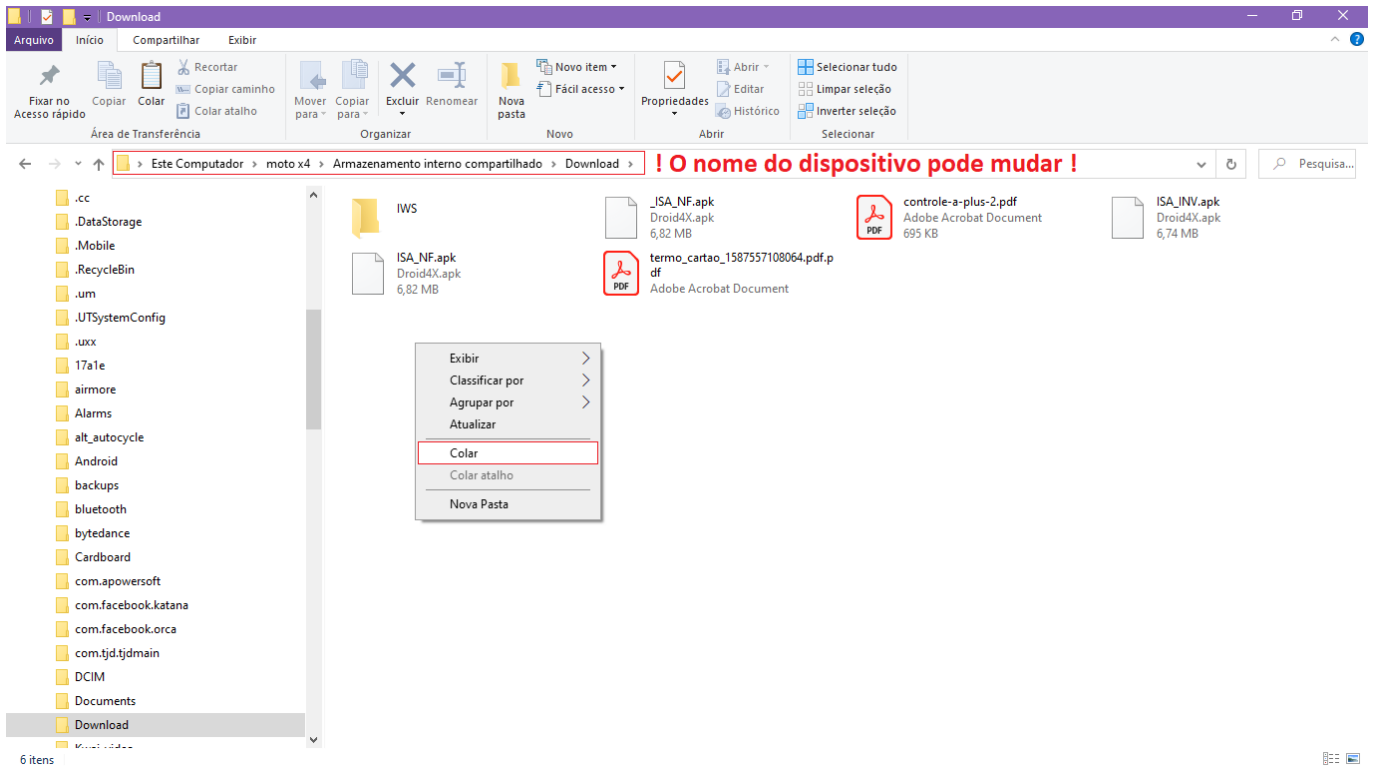 Download
Arquivo Início Compartilhar Exibir
Fixar no Acesso rápido
Copiar
Colar
Recortar
Copiar caminho
Colar atalho
Área de Transferência
Mover para
Copiar para
Excluir
Renomear
Organizar
Nova pasta
Novo item
Fácil acesso
Novo
Propriedades
Abrir
Editar
Histórico
Abrir
Selecionar tudo
Limpar seleção
Inverter seleção
Selecionar
Este Computador > moto x4 > Armazenamento interno compartilhado > Download >
! O nome do dispositivo pode mudar !
Pesquisa...
.cc
.DataStorage
.Mobile
.RecycleBin
.um
.UTSystemConfig
.uxx
17a1e
airmore
Alarms
alt_autocycle
Android
backups
bluetooth
bytedance
Cardboard
com.apowersoft
com.facebook.katana
com.facebook.orca
com.tjd.tjdmain
DCIM
Documents
Download
IWS
_ISA_NF.apk
Droid4X.apk
6,82 MB
PDF
controle-a-plus-2.pdf
Adobe Acrobat Document
695 KB
ISA_INV.apk
Droid4X.apk
6,74 MB
ISA_NF.apk
Droid4X.apk
6,82 MB
PDF
termo_cartao_1587557108064.pdf.p
df
Adobe Acrobat Document
Exibir
Classificar por
Agrupar por
Atualizar
Colar
Colar atalho
Nova Pasta
6 itens